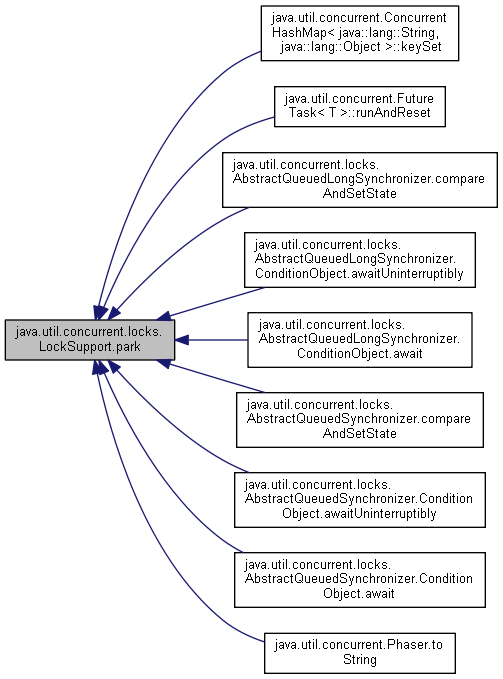 java.util.concurrent.Concurrent
HashMap< java::lang::String,
java::lang::Object >::keySet
java.util.concurrent.Future
Task< T >::runAndReset
java.util.concurrent.locks.
AbstractQueuedLongSynchronizer.compare
AndSetState
java.util.concurrent.locks.
AbstractQueuedLongSynchronizer.
ConditionObject.awaitUninterruptibly
java.util.concurrent.locks.
LockSupport.park
java.util.concurrent.locks.
AbstractQueuedLongSynchronizer.
ConditionObject.await
java.util.concurrent.locks.
AbstractQueuedSynchronizer.compare
AndSetState
java.util.concurrent.locks.
AbstractQueuedSynchronizer.Condition
Object.awaitUninterruptibly
java.util.concurrent.locks.
AbstractQueuedSynchronizer.Condition
Object.await
java.util.concurrent.Phaser.to
String